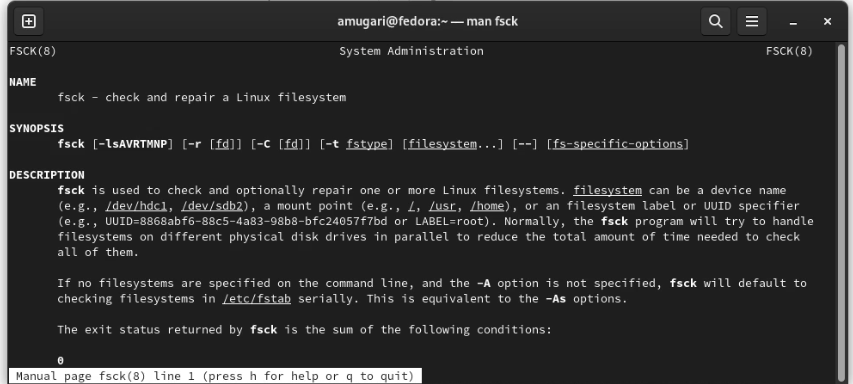 amugari@fedora:~ — man fsck
FSCK(8) System Administration FSCK(8)
NAME
fsck - check and repair a Linux filesystem
SYNOPSIS
fsck [-lsAVRTMNP] [-r [fd]] [-C [fd]] [-t fstype] [filesystem...] [--] [fs-specific-options]
DESCRIPTION
fsck is used to check and optionally repair one or more Linux filesystems. filesystem can be a device name
(e.g., /dev/hdc1, /dev/sdb2), a mount point (e.g., /, /usr, /home), or an filesystem label or UUID specifier
(e.g., UUID=8868abf6-88c5-4a83-98b8-bfc24057f7bd or LABEL=root). Normally, the fsck program will try to handle
filesystems on different physical disk drives in parallel to reduce the total amount of time needed to check
all of them.
If no filesystems are specified on the command line, and the -A option is not specified, fsck will default to
checking filesystems in /etc/fstab serially. This is equivalent to the -As options.
The exit status returned by fsck is the sum of the following conditions:
0
Manual page fsck(8) line 1 (press h for help or q to quit)